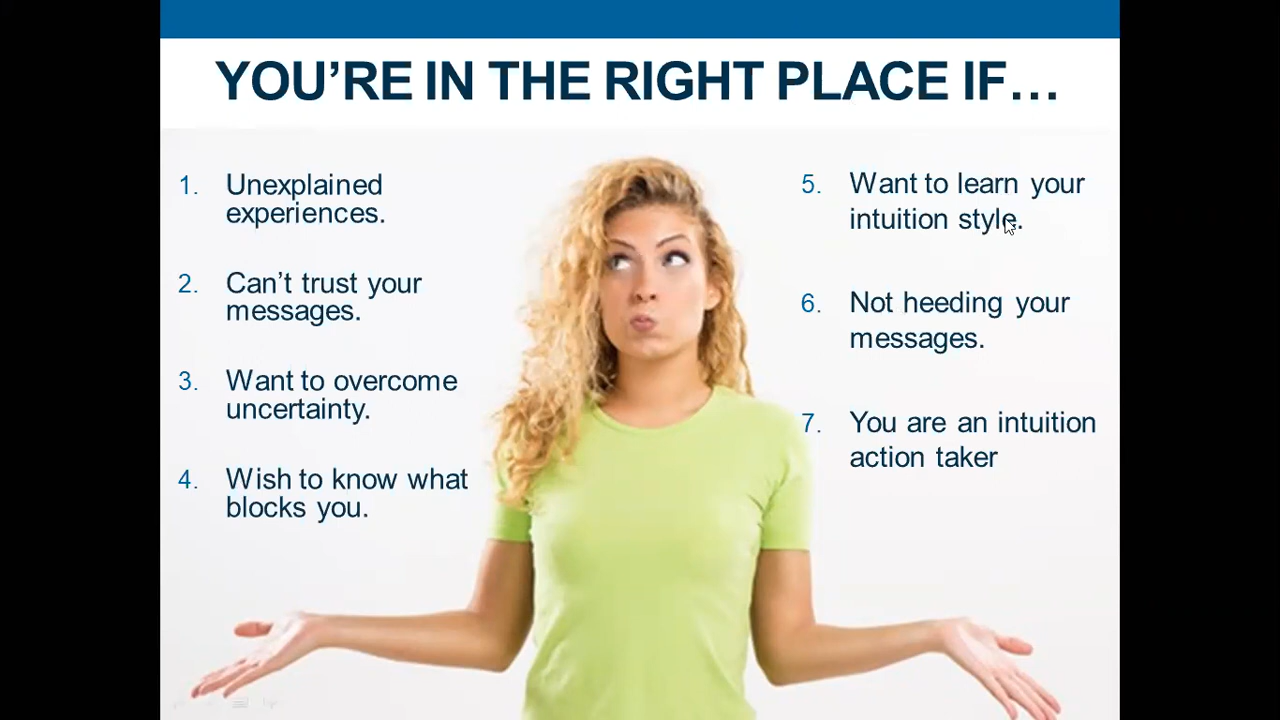 YOU’RE IN THE RIGHT PLACE IF…
1. Unexplained
experiences.
2. Can’t trust your
messages.
3. Want to overcome
uncertainty.
4. Wish to know what
blocks you.
5. Want to learn your
intuition style.
6. Not heeding your
messages.
7. You are an intuition
action taker